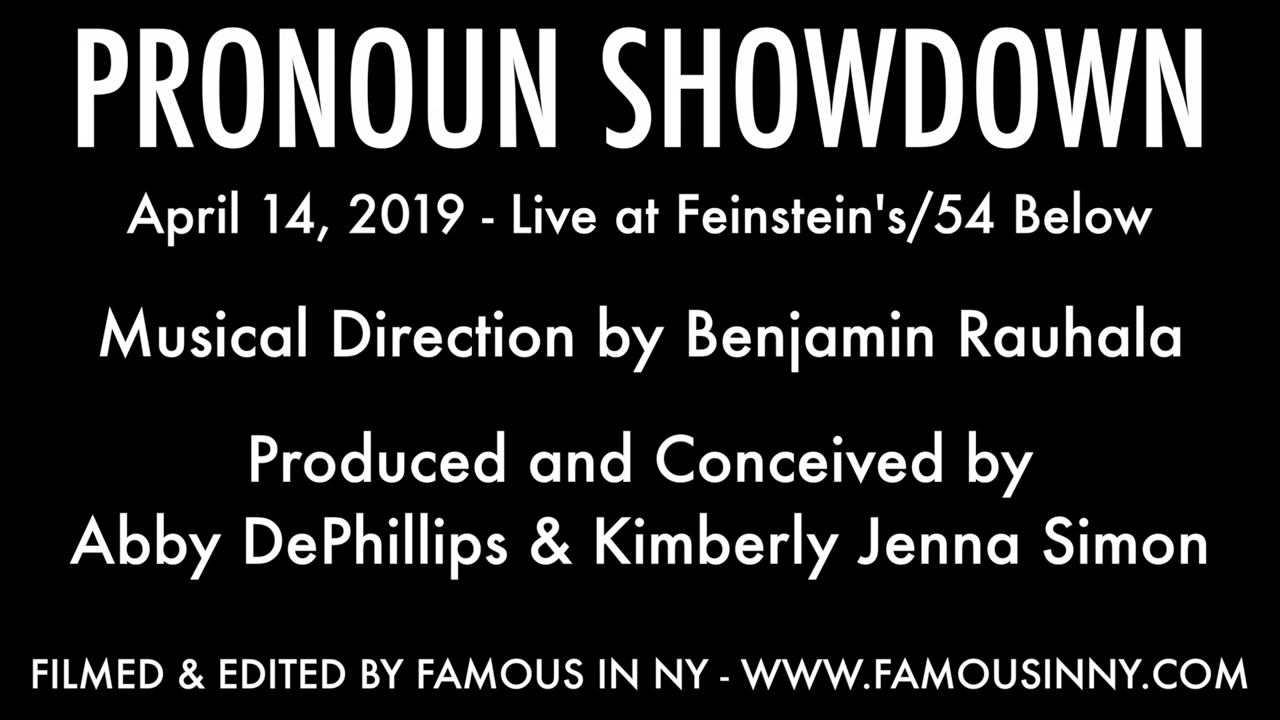 PRONOUN SHOWDOWN
April 14, 2019 - Live at Feinstein's/54 Below
Musical Direction by Benjamin Rauhala
Produced and Conceived by
Abby DePhillips & Kimberly Jenna Simon
FILMED & EDITED BY FAMOUS IN NY - WWW.FAMOUSINNY.COM